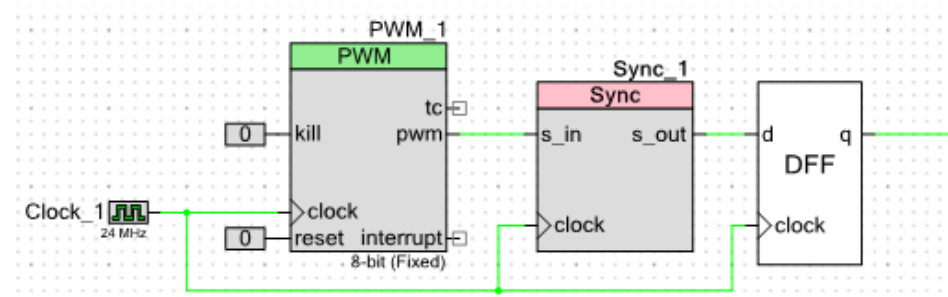 PWM_1
PWM
tc
0
kill
pwm
Clock_1
24 MHz
clock
0
reset
interrupt
8-bit (Fixed)
Sync_1
Sync
s_in
s_out
clock
d
q
DFF
clock